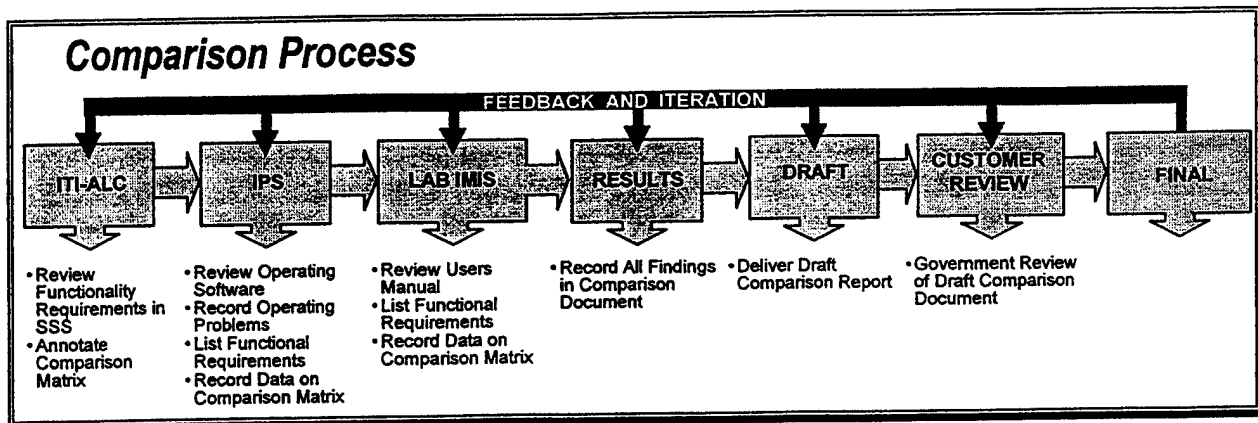 Comparison Process
FEEDBACK AND ITERATION
ITI-ALC
IPS
LAB IMIS
RESULTS
DRAFT
CUSTOMER
REVIEW
FINAL
• Review
Functionality
Requirements in
SSS
• Annotate
Comparison
Matrix
• Review Operating
Software
• Record Operating
Problems
• List Functional
Requirements
• Record Data on
Comparison Matrix
• Review Users
Manual
• List Functional
Requirements
• Record Data on
Comparison Matrix
• Record All Findings
in Comparison
Document
• Deliver Draft
Comparison Report
• Government Review
of Draft Comparison
Document